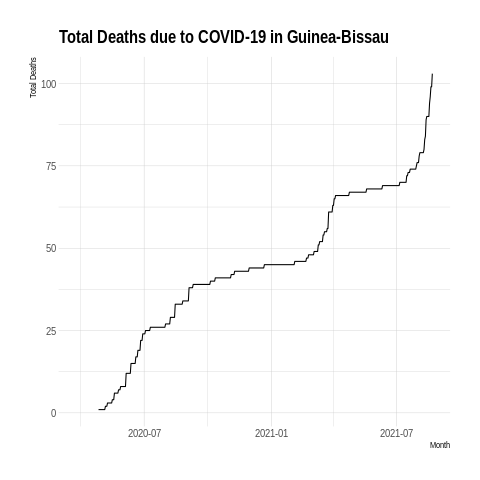 Total Deaths due to COVID-19 in Guinea-Bissau
Total Deaths
100
75
50
25
0
2020-07
2021-01
2021-07
Month